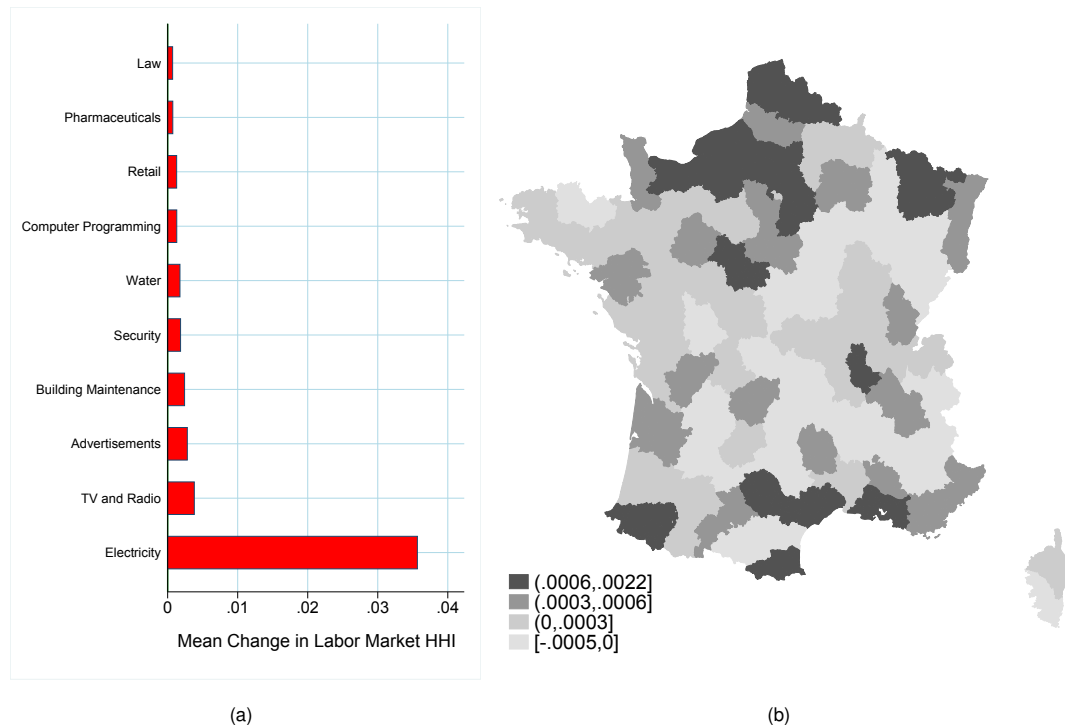 Law
Pharmaceuticals
Retail
Computer Programming
Water
Security
Building Maintenance
Advertisements
TV and Radio
Electricity
0 .01 .02 .03 .04
Mean Change in Labor Market HHI
(.0006,.0022]
(.0003,.0006]
(0,.0003]
[-.0005,0]
(a) (b)